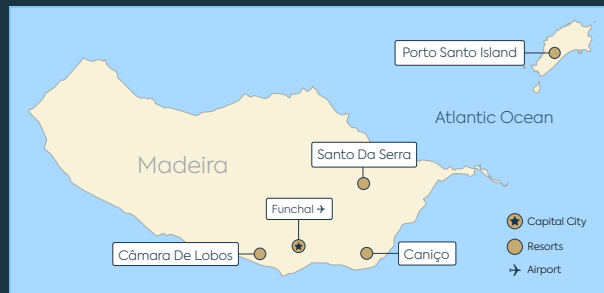 Porto Santo Island
Atlantic Ocean
Madeira
Santo Da Serra
Funchal
Câmara De Lobos
Caniço
Capital City
Resorts
Airport